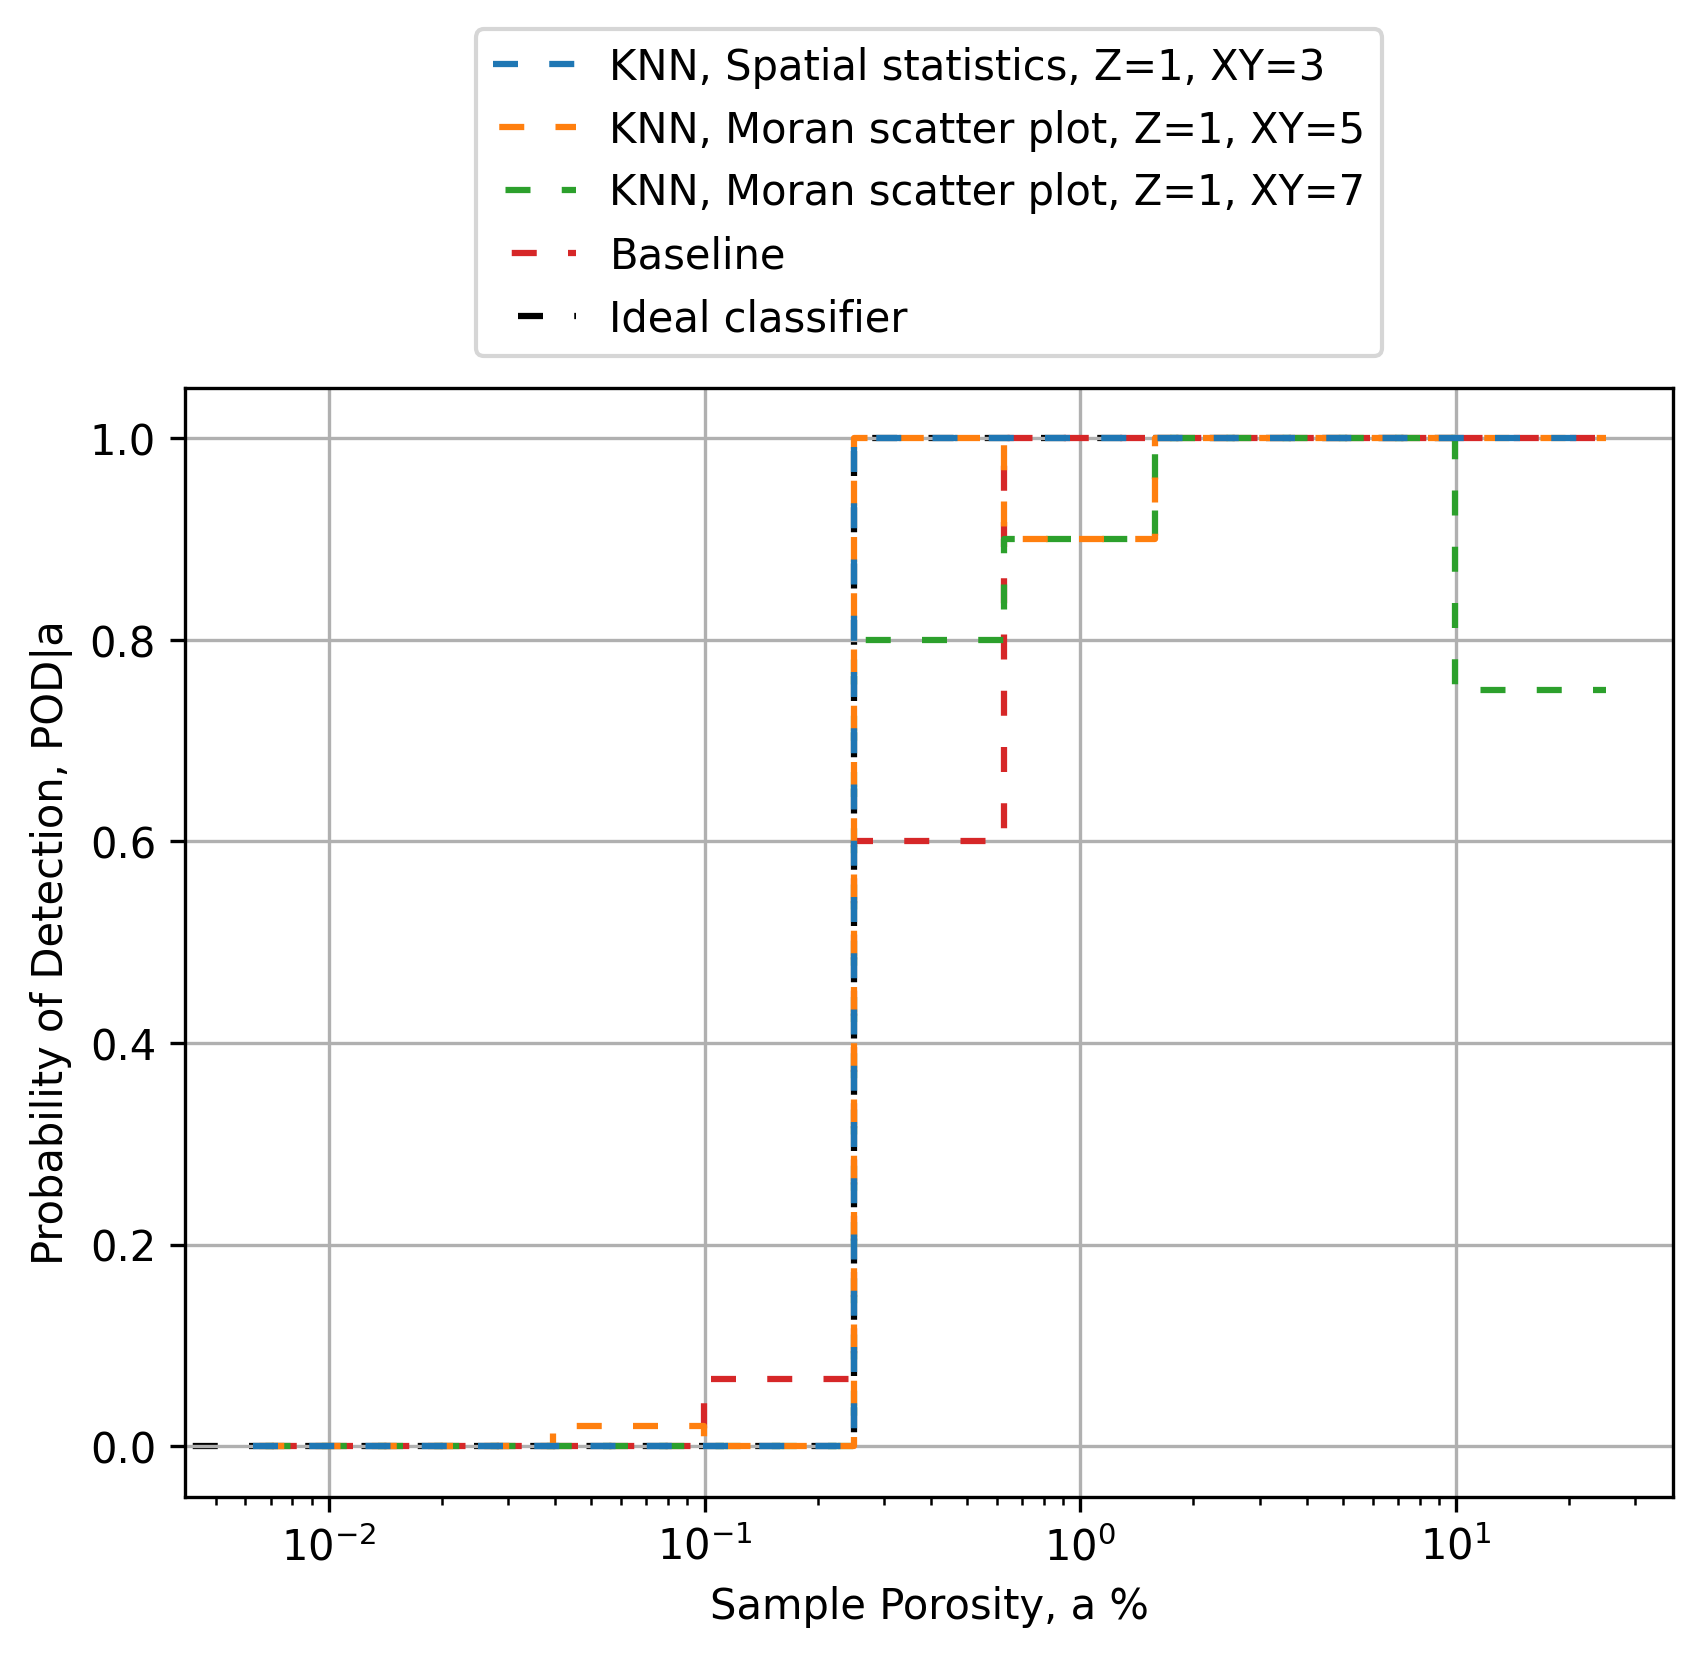 KNN, Spatial statistics, Z=1, XY=3
KNN, Moran scatter plot, Z=1, XY=5
KNN, Moran scatter plot, Z=1, XY=7
Baseline
Ideal classifier
Probability of Detection, POD|a
1.0
0.8
0.6
0.4
0.2
0.0
10⁻² 10⁻¹ 10⁰ 10¹
Sample Porosity, a %